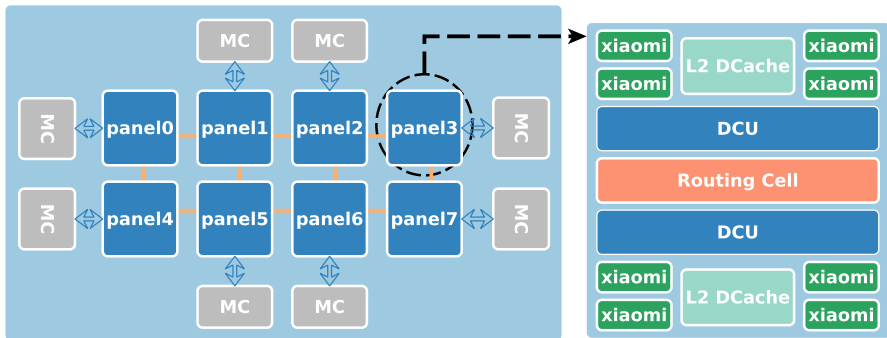 MC MC
MC panel0 panel1 panel2 panel3 MC
MC panel4 panel5 panel6 panel7 MC
MC MC
xiaomi L2 DCache xiaomi
xiaomi xiaomi
DCU
Routing Cell
DCU
xiaomi L2 DCache xiaomi
xiaomi xiaomi